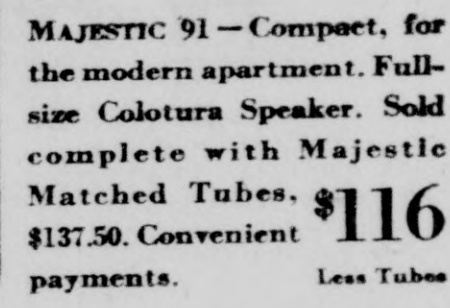 MAJESTIC 91 — Compact, for
the modern apartment. Full-
size Colotura Speaker. Sold
complete with Majestic
Matched Tubes,
$137.50. Convenient
payments.
$116
Less Tubes